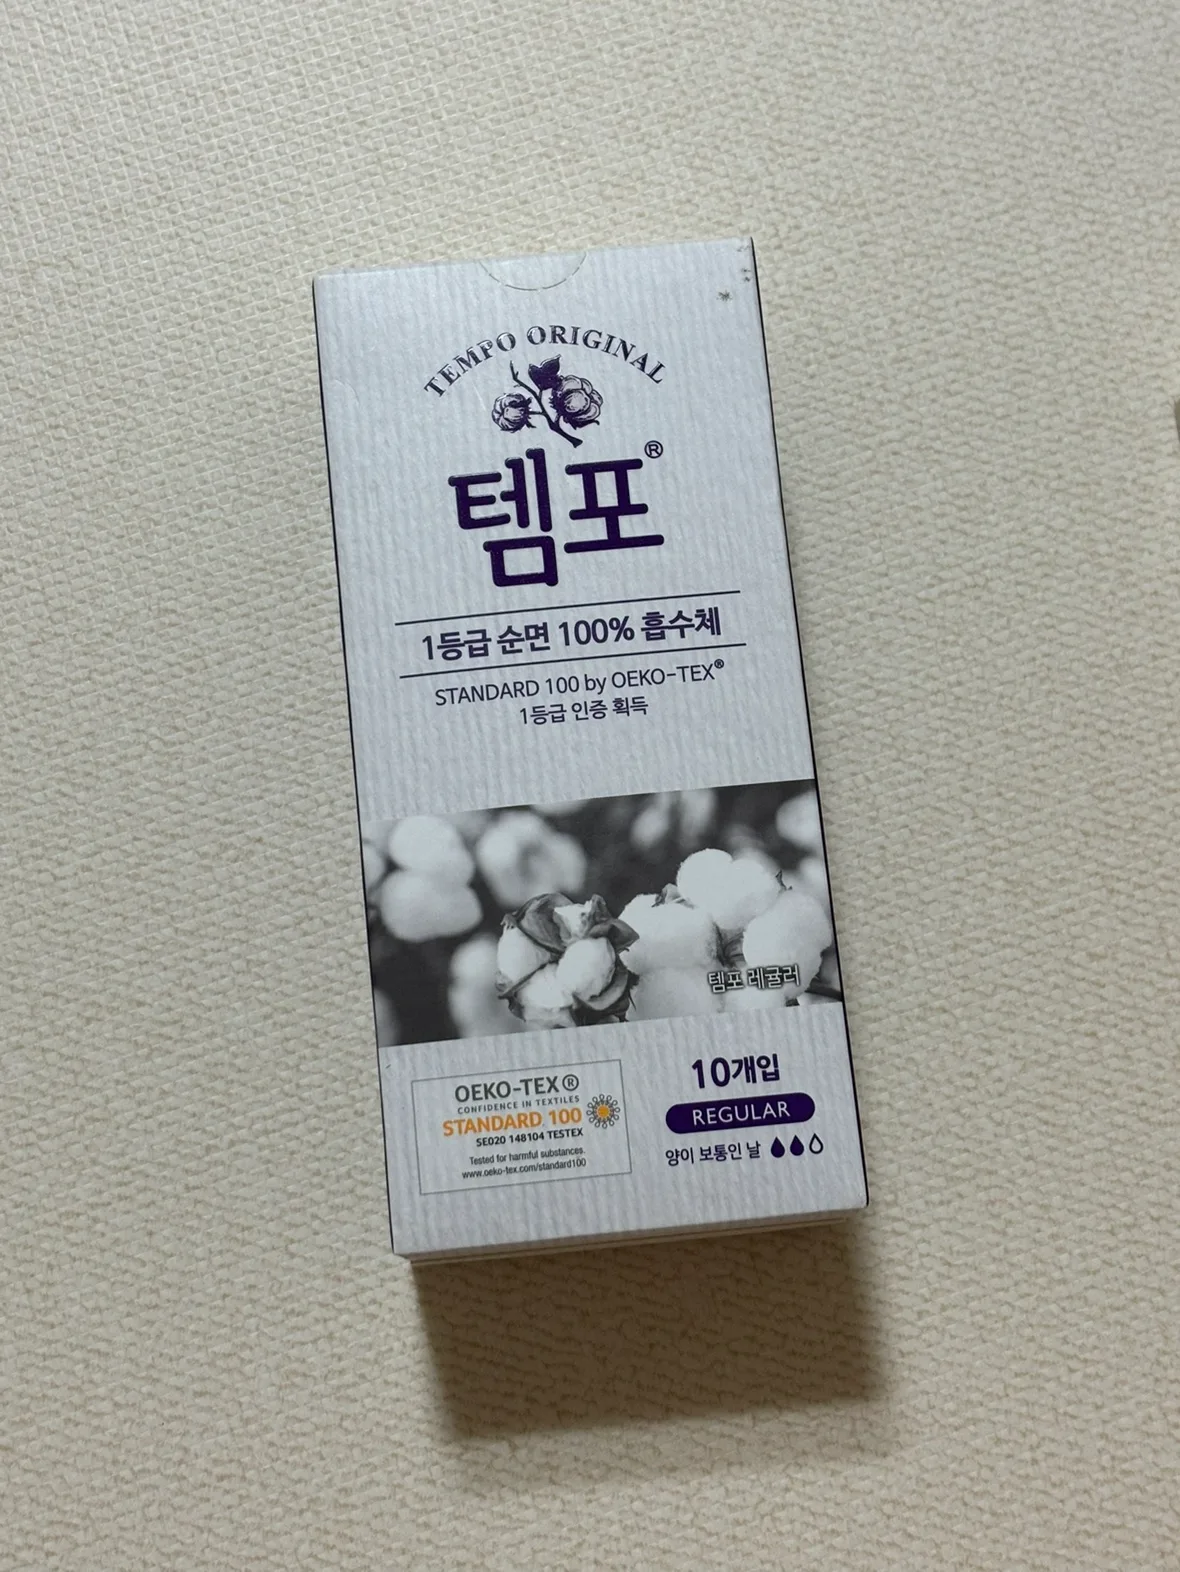 TEMPO ORIGINAL
템포®
1등급 순면 100% 흡수체
STANDARD 100 by OEKO-TEX®
1등급 인증 획득
템포 레귤러
OEKO-TEX®
CONFIDENCE IN TEXTILES
STANDARD 100
SE020 148104 TESTEX
Tested for harmful substances.
www.oeko-tex.com/standard100
10개입
REGULAR
양이 보통인 날